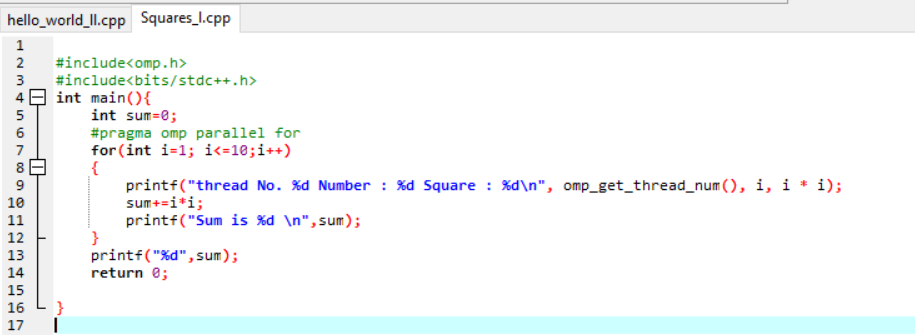 hello_world_ll.cpp Squares_l.cpp
1
2 #include<omp.h>
3 #include<bits/stdc++.h>
4 int main(){
5 int sum=0;
6 #pragma omp parallel for
7 for(int i=1; i<=10;i++)
8 {
9 printf("thread No. %d Number : %d Square : %d\n", omp_get_thread_num(), i, i * i);
10 sum+=i*i;
11 printf("Sum is %d \n",sum);
12 }
13 printf("%d",sum);
14 return 0;
15
16 }
17